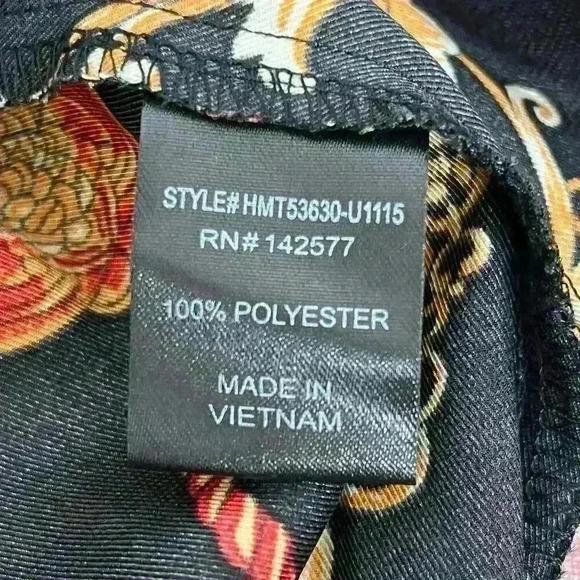 STYLE# HMT53630-U1115
RN# 142577
100% POLYESTER
MADE IN
VIETNAM